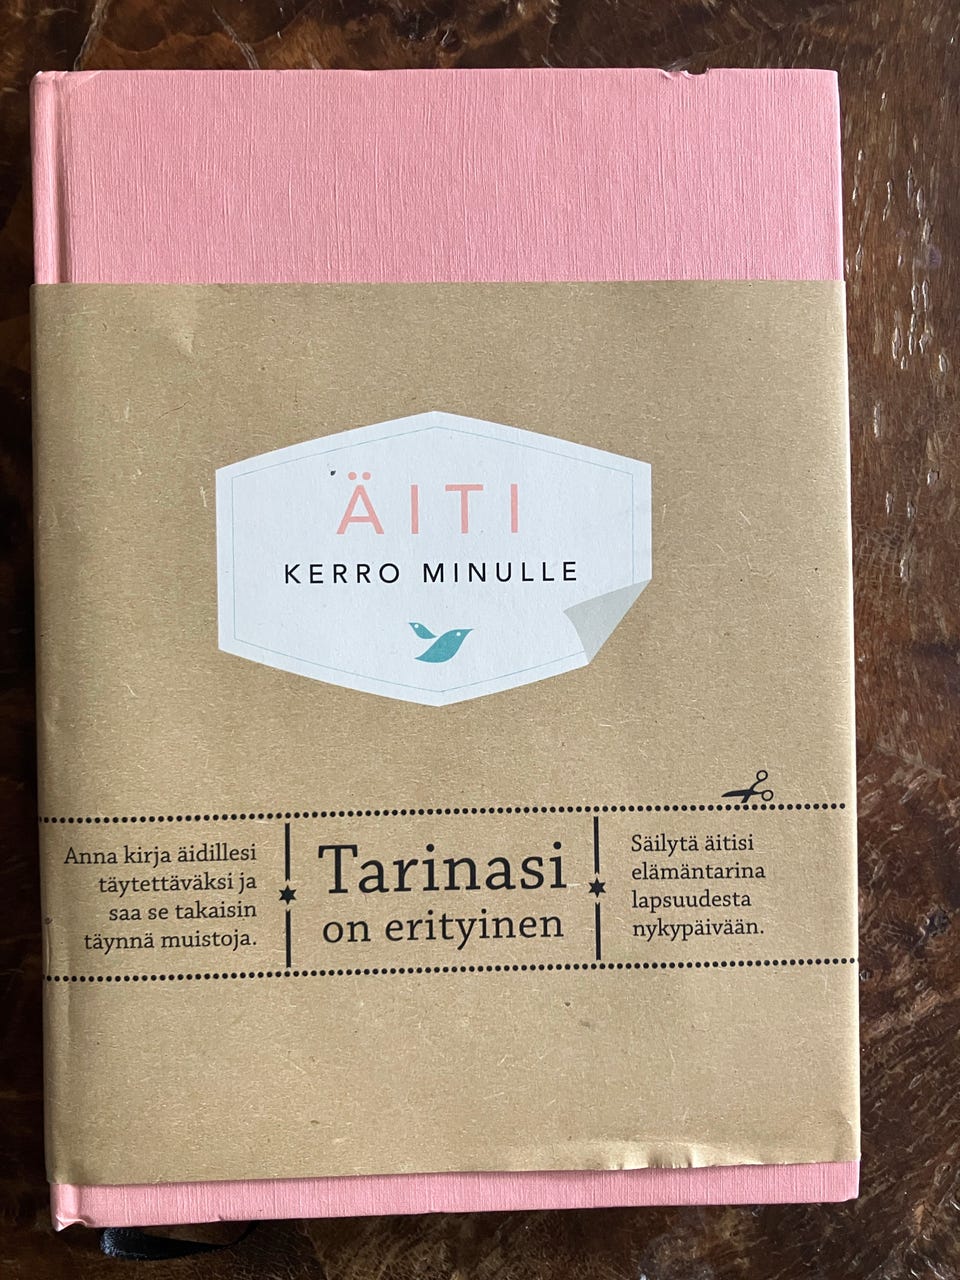 ÄITI
KERRO MINULLE
Anna kirja äidillesi
täytettäväksi ja
saa se takaisin
täynnä muistoja.
Tarinasi
on erityinen
Säilytä äitisi
elämäntarina
lapsuudesta
nykypäivään.